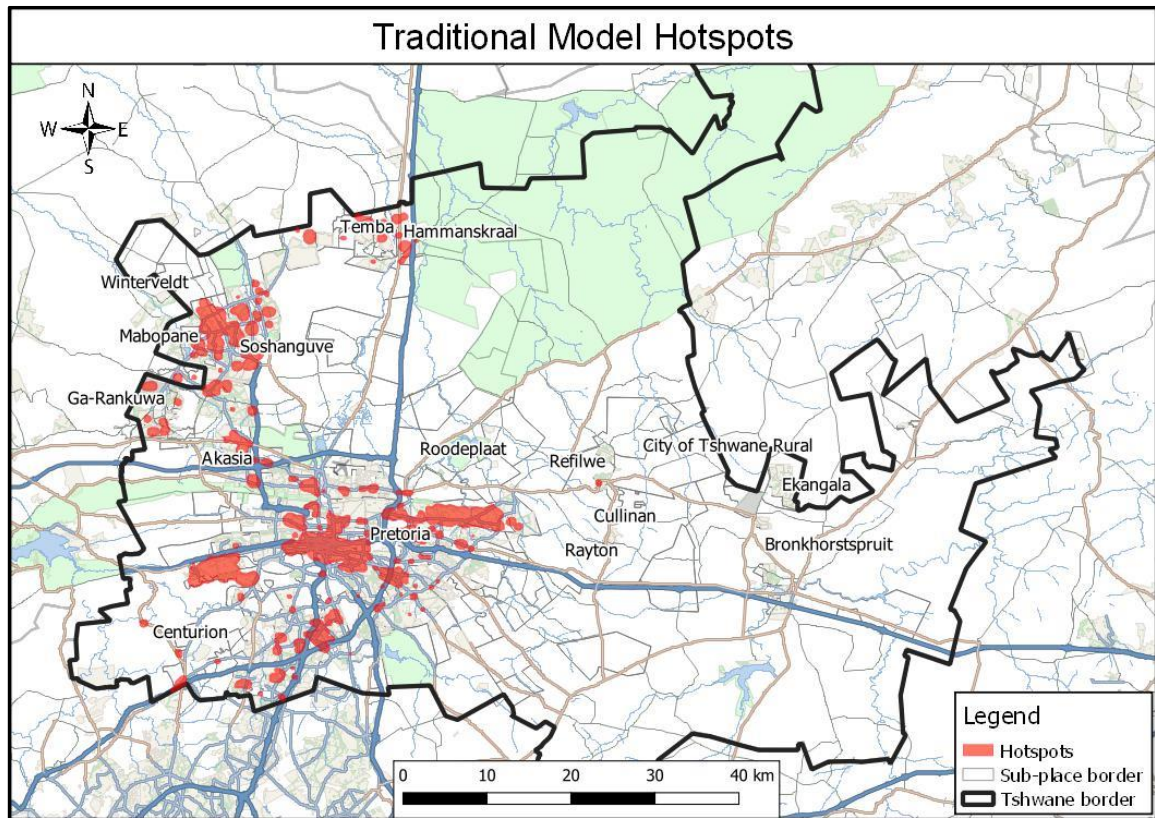 Traditional Model Hotspots
N
W E
S
Temba
Hammanskraal
Winterveldt
Mabopane
Soshanguve
Ga-Rankuwa
Akasia
Roodeplaat
Refilwe
City of Tshwane Rural
Ekangala
Cullinan
Pretoria
Rayton
Bronkhorstspruit
Centurion
Legend
Hotspots
Sub-place border
Tshwane border
0 10 20 30 40 km